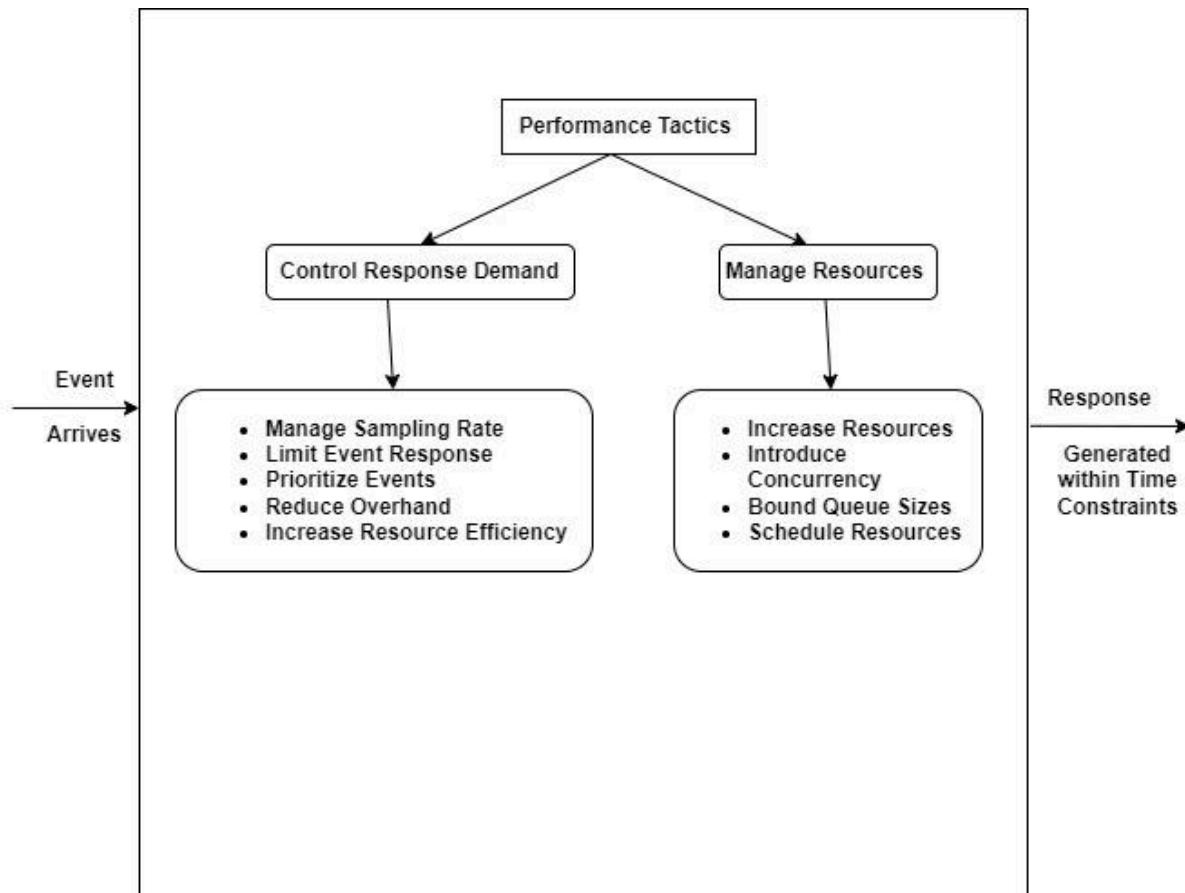 Performance Tactics
Control Response Demand
Manage Resources
Event
Arrives
• Manage Sampling Rate
• Limit Event Response
• Prioritize Events
• Reduce Overhand
• Increase Resource Efficiency
• Increase Resources
• Introduce
Concurrency
• Bound Queue Sizes
• Schedule Resources
Response
Generated
within Time
Constraints